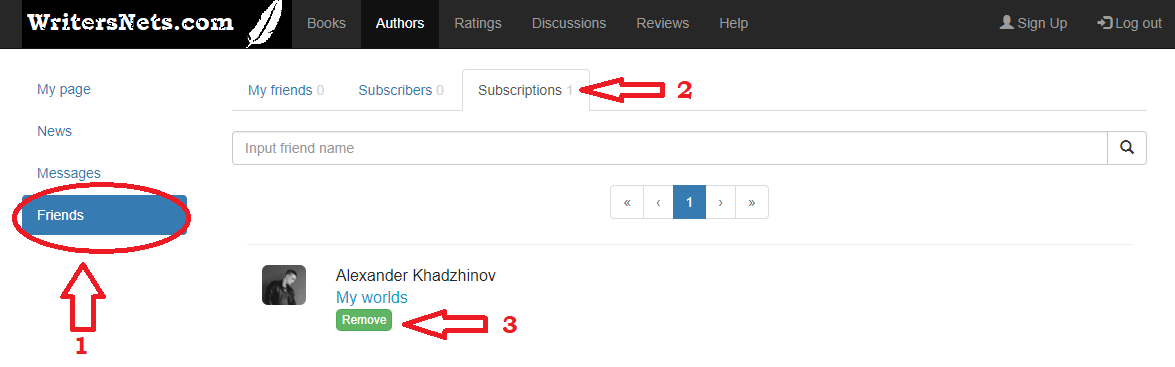 WritersNets.com Books Authors Ratings Discussions Reviews Help Sign Up Log out
My page
News
Messages
Friends
1
My friends 0 Subscribers 0 Subscriptions 1 2
Input friend name
« ‹ 1 › »
Alexander Khadzhinov
My worlds
Remove 3